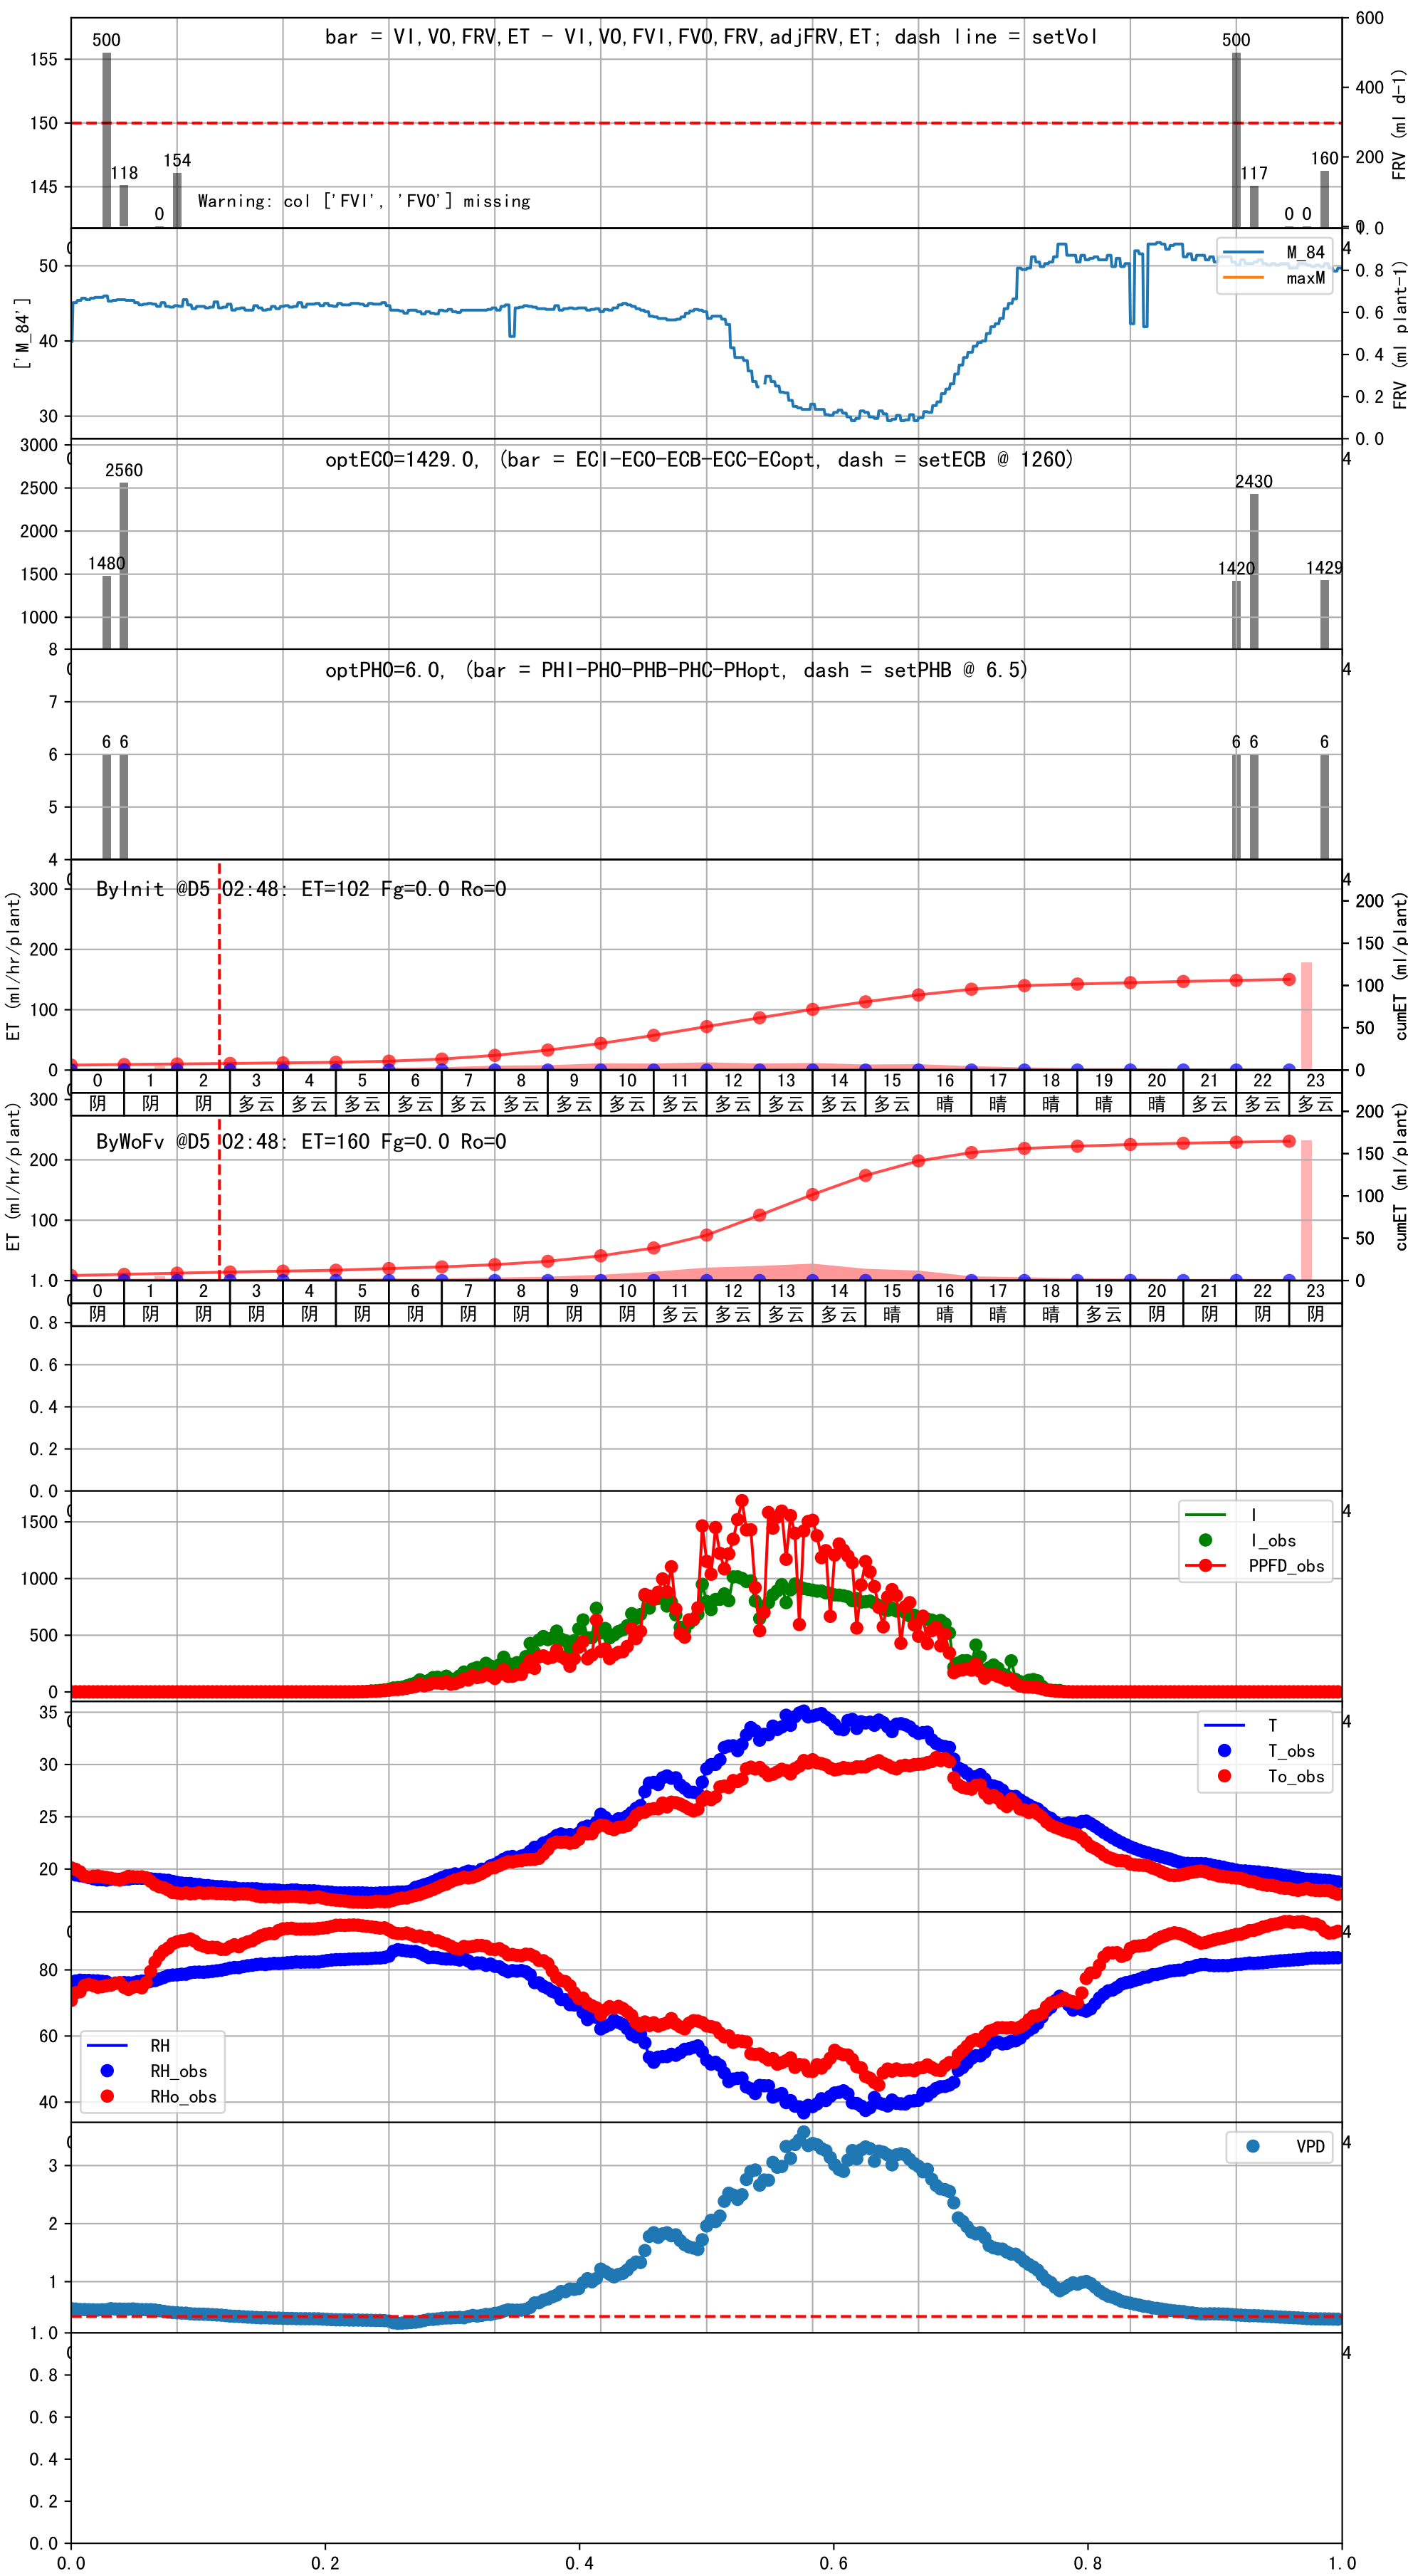 bar = VI,VO,FRV,ET - VI,VO,FVI,FVO,FRV,adjFRV,ET; dash line = setVol
500
118
0
154
500
117
0
0
160
Warning: col ['FVI', 'FVO'] missing
155
150
145
600
400
200
FRV (ml d-1)
['M_84']
50
40
30
M_84
maxM
1.0
0.8
0.6
0.4
0.2
0.0
FRV (ml plant-1)
optECO=1429.0, (bar = ECI-ECO-ECB-ECC-ECopt, dash = setECB @ 1260)
3000
2500
2000
1500
1000
1480
2560
1420
2430
1429
optPHO=6.0, (bar = PHI-PHO-PHB-PHC-PHopt, dash = setPHB @ 6.5)
8
7
6
5
4
6
6
6
6
6
ByInit @D5 02:48: ET=102 Fg=0.0 Ro=0
ET (ml/hr/plant)
300
200
100
0
cumET (ml/plant)
200
150
100
50
0
0 1 2 3 4 5 6 7 8 9 10 11 12 13 14 15 16 17 18 19 20 21 22 23
阴 阴 阴 多云 多云 多云 多云 多云 多云 多云 多云 多云 多云 多云 多云 多云 晴 晴 晴 晴 晴 多云 多云 多云
ByWoFv @D5 02:48: ET=160 Fg=0.0 Ro=0
ET (ml/hr/plant)
300
200
100
cumET (ml/plant)
200
150
100
50
0
0 1 2 3 4 5 6 7 8 9 10 11 12 13 14 15 16 17 18 19 20 21 22 23
阴 阴 阴 阴 阴 阴 阴 阴 阴 阴 阴 多云 多云 多云 多云 晴 晴 晴 晴 多云 阴 阴 阴 阴
1.0
0.8
0.6
0.4
0.2
0.0
1500
1000
500
0
I
I_obs
PPFD_obs
35
30
25
20
T
T_obs
To_obs
80
60
40
RH
RH_obs
RHo_obs
3
2
1
VPD
1.0
0.8
0.6
0.4
0.2
0.0
0.0 0.2 0.4 0.6 0.8 1.0